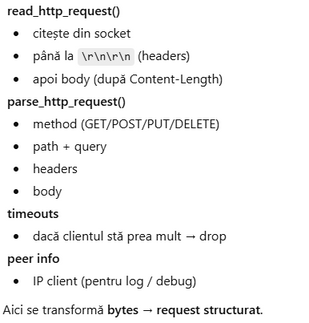 read_http_request()
• citește din socket
• până la \r\n\r\n (headers)
• apoi body (după Content-Length)
parse_http_request()
• method (GET/POST/PUT/DELETE)
• path + query
• headers
• body
timeouts
• dacă clientul stă prea mult → drop
peer info
• IP client (pentru log / debug)
Aici se transformă bytes → request structurat.